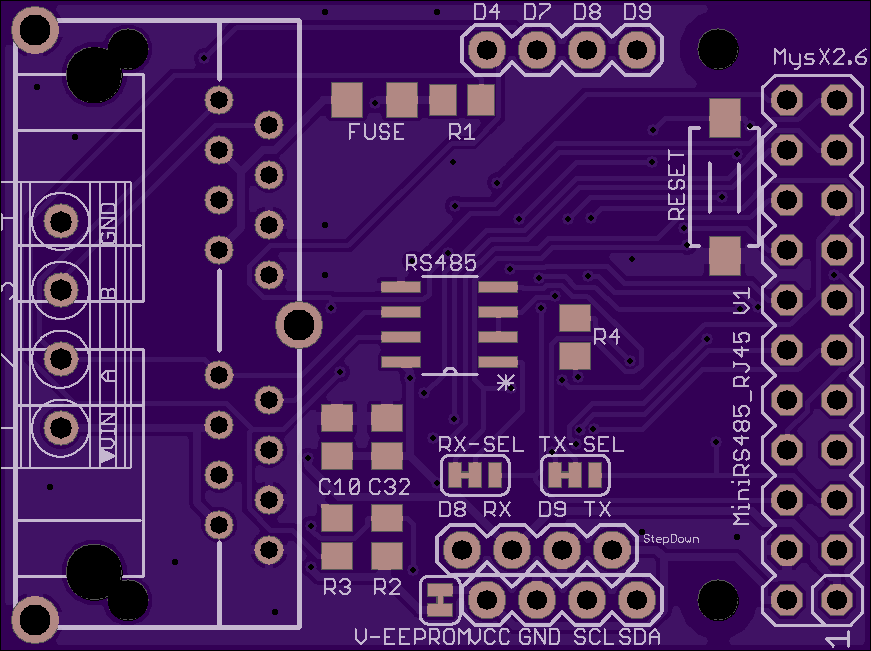 D4 D7 D8 D9
MysX2.6
FUSE
R1
RESET
GND
B
A
VIN
RS485
V1
R4
MiniRS485_RJ45
RX-SEL
TX-SEL
C10
C32
D8 RX
D9 TX
StepDown
R3
R2
V-EEPROM
VCC GND SCL SDA
1